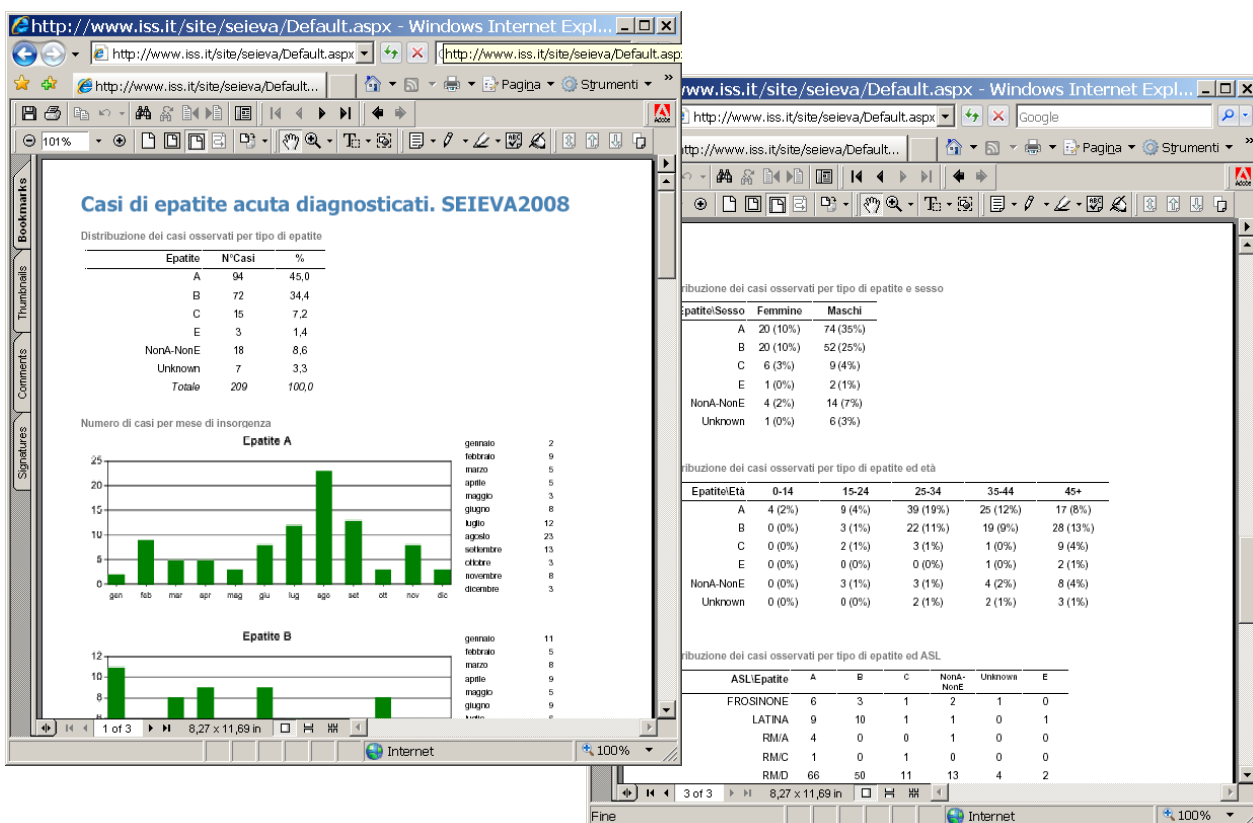 http://www.iss.it/site/seieva/Default.aspx - Windows Internet Expl...
http://www.iss.it/site/seieva/Default.aspx
http://www.iss.it/site/seieva/Default.asp
http://www.iss.it/site/seieva/Default...
Pagina
Strumenti
»
Adobe
101%
Bookmarks
Thumbnails
Comments
Signatures
Casi di epatite acuta diagnosticati. SEIEVA2008
Distribuzione dei casi osservati per tipo di epatite
Epatite N°Casi %
A 94 45,0
B 72 34,4
C 15 7,2
E 3 1,4
NonA-NonE 18 8,6
Unknown 7 3,3
Totale 209 100,0
Numero di casi per mese di insorgenza
Epatite A
25
20
15
10
5
0
gen feb mar apr mag giu lug ago set ott nov dic
gennaio 2
febbraio 9
marzo 5
aprile 5
maggio 3
giugno 8
luglio 12
agosto 23
settembre 13
ottobre 3
novembre 8
dicembre 3
Epatite B
12
10
8
gennaio 11
febbraio 5
marzo 8
aprile 9
maggio 5
giugno 9
1 of 3
8,27 x 11,69 in
Internet
100%
www.iss.it/site/seieva/Default.aspx - Windows Internet Expl...
http://www.iss.it/site/seieva/Default.aspx
Google
ttp://www.iss.it/site/seieva/Default...
Pagina
Strumenti
»
Adobe
ribuzione dei casi osservati per tipo di epatite e sesso
Epatite\Sesso Femmine Maschi
A 20 (10%) 74 (35%)
B 20 (10%) 52 (25%)
C 6 (3%) 9 (4%)
E 1 (0%) 2 (1%)
NonA-NonE 4 (2%) 14 (7%)
Unknown 1 (0%) 6 (3%)
ribuzione dei casi osservati per tipo di epatite ed età
Epatite\Età 0-14 15-24 25-34 35-44 45+
A 4 (2%) 9 (4%) 39 (19%) 25 (12%) 17 (8%)
B 0 (0%) 3 (1%) 22 (11%) 19 (9%) 28 (13%)
C 0 (0%) 2 (1%) 3 (1%) 1 (0%) 9 (4%)
E 0 (0%) 0 (0%) 0 (0%) 1 (0%) 2 (1%)
NonA-NonE 0 (0%) 3 (1%) 3 (1%) 4 (2%) 8 (4%)
Unknown 0 (0%) 0 (0%) 2 (1%) 2 (1%) 3 (1%)
ribuzione dei casi osservati per tipo di epatite ed ASL
ASL\Epatite A B C NonA-NonE Unknown E
FROSINONE 6 3 1 2 1 0
LATINA 9 10 1 1 0 1
RM/A 4 0 0 1 0 0
RM/C 1 0 1 0 0 0
RM/D 66 50 11 13 4 2
3 of 3
8,27 x 11,69 in
Fine
Internet
100%